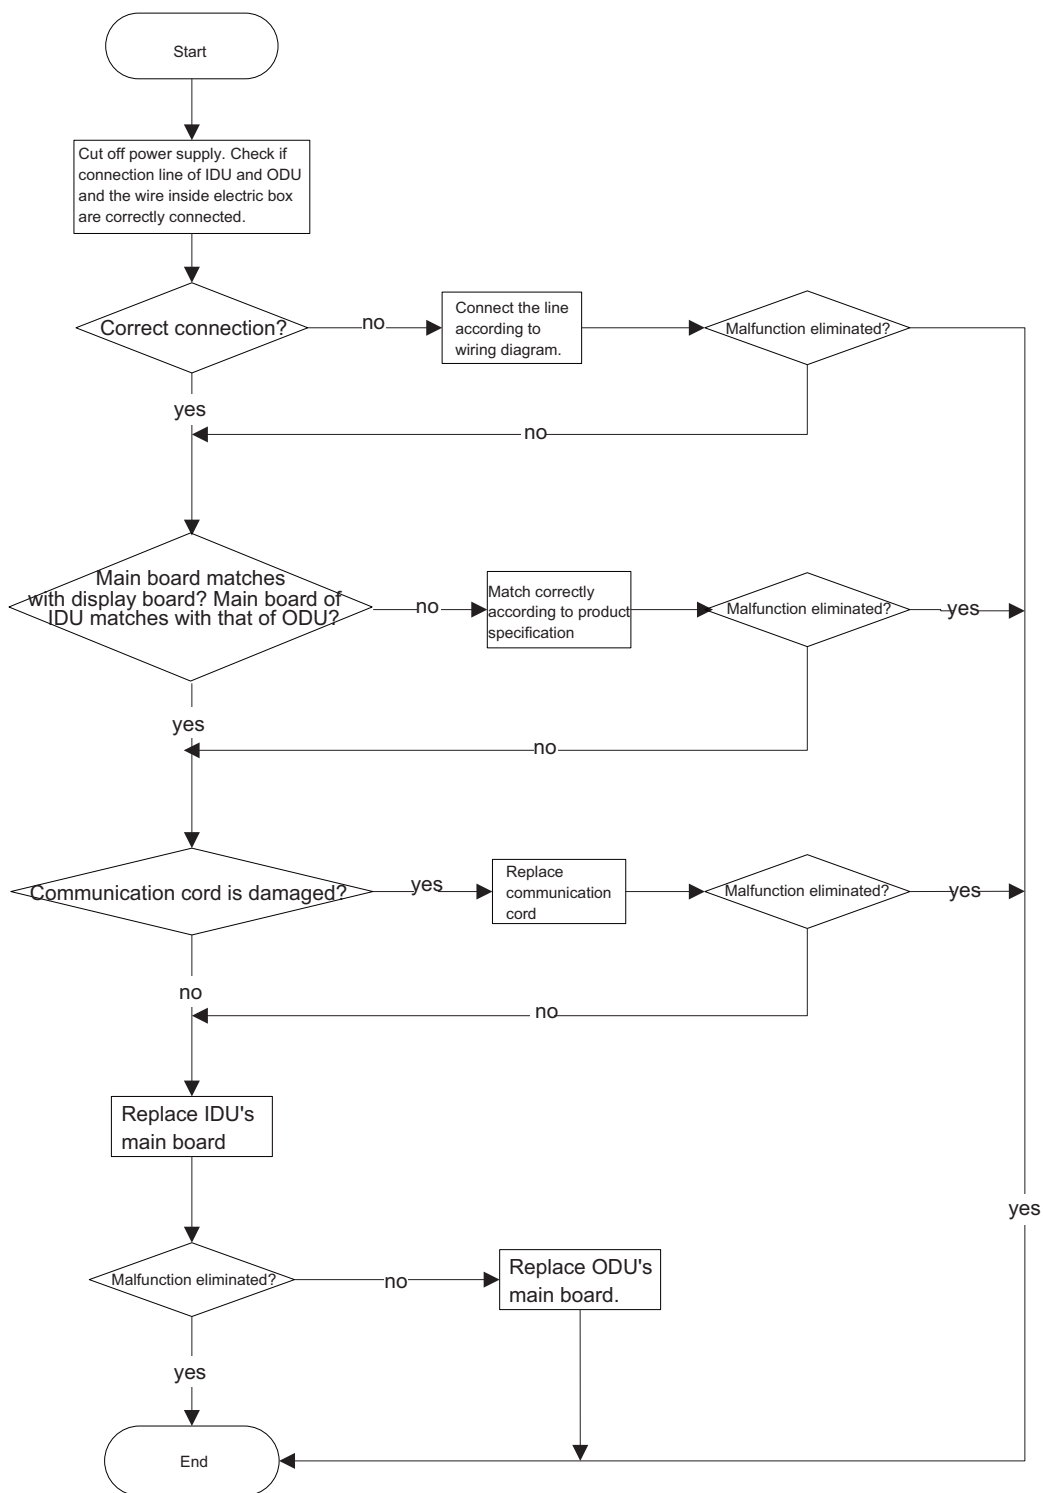 Start
Cut off power supply. Check if
connection line of IDU and ODU
and the wire inside electric box
are correctly connected.
Correct connection?
no
Connect the line
according to
wiring diagram.
Malfunction eliminated?
yes
no
Main board matches
with display board? Main board of
IDU matches with that of ODU?
no
Match correctly
according to product
specification
Malfunction eliminated?
yes
yes
no
Communication cord is damaged?
yes
Replace
communication
cord
Malfunction eliminated?
yes
no
no
Replace IDU's
main board
yes
Malfunction eliminated?
no
Replace ODU's
main board.
yes
End